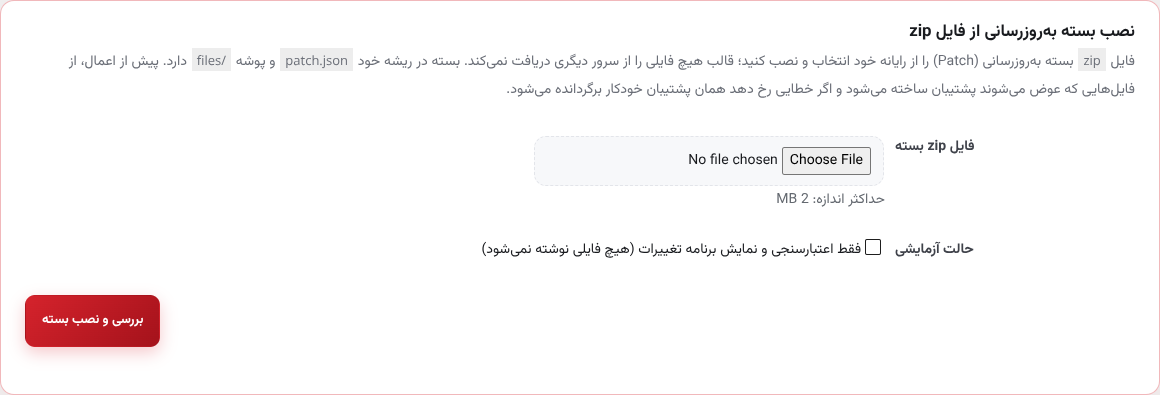 نصب بسته به‌روزرسانی از فایل zip
فایل zip بسته به‌روزرسانی (Patch) را از رایانه خود انتخاب و نصب کنید؛ قالب هیچ فایلی را از سرور دیگری دریافت نمی‌کند. بسته در ریشه خود patch.json و پوشه files/ دارد. پیش از اعمال، از
فایل‌هایی که عوض می‌شوند پشتیبان ساخته می‌شود و اگر خطایی رخ دهد همان پشتیبان خودکار برگردانده می‌شود.
فایل zip بسته
Choose File No file chosen
حداکثر اندازه: 2 MB
حالت آزمایشی
فقط اعتبارسنجی و نمایش برنامه تغییرات (هیچ فایلی نوشته نمی‌شود)
بررسی و نصب بسته